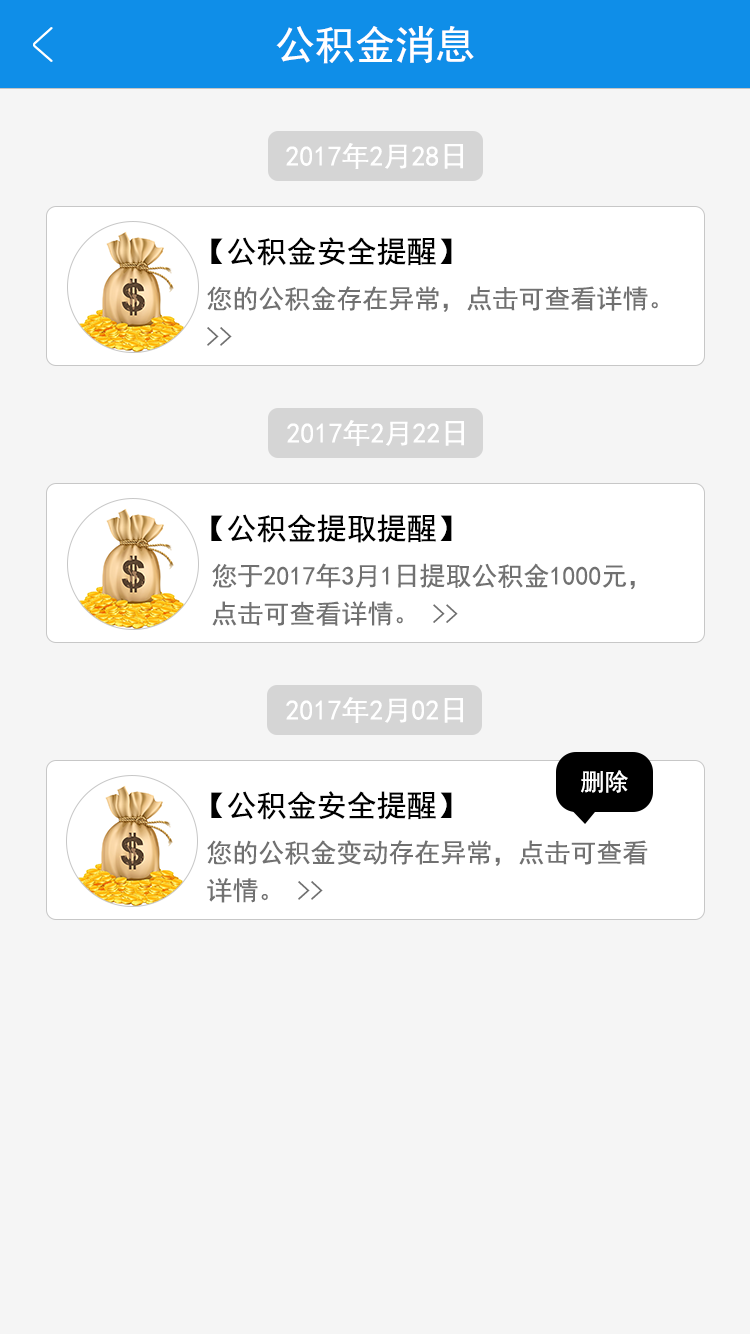 公积金消息
2017年2月28日
【公积金安全提醒】
您的公积金存在异常，点击可查看详情。
>>
2017年2月22日
【公积金提取提醒】
您于2017年3月1日提取公积金1000元，
点击可查看详情。 >>
2017年2月02日
删除
【公积金安全提醒】
您的公积金变动存在异常，点击可查看
详情。 >>